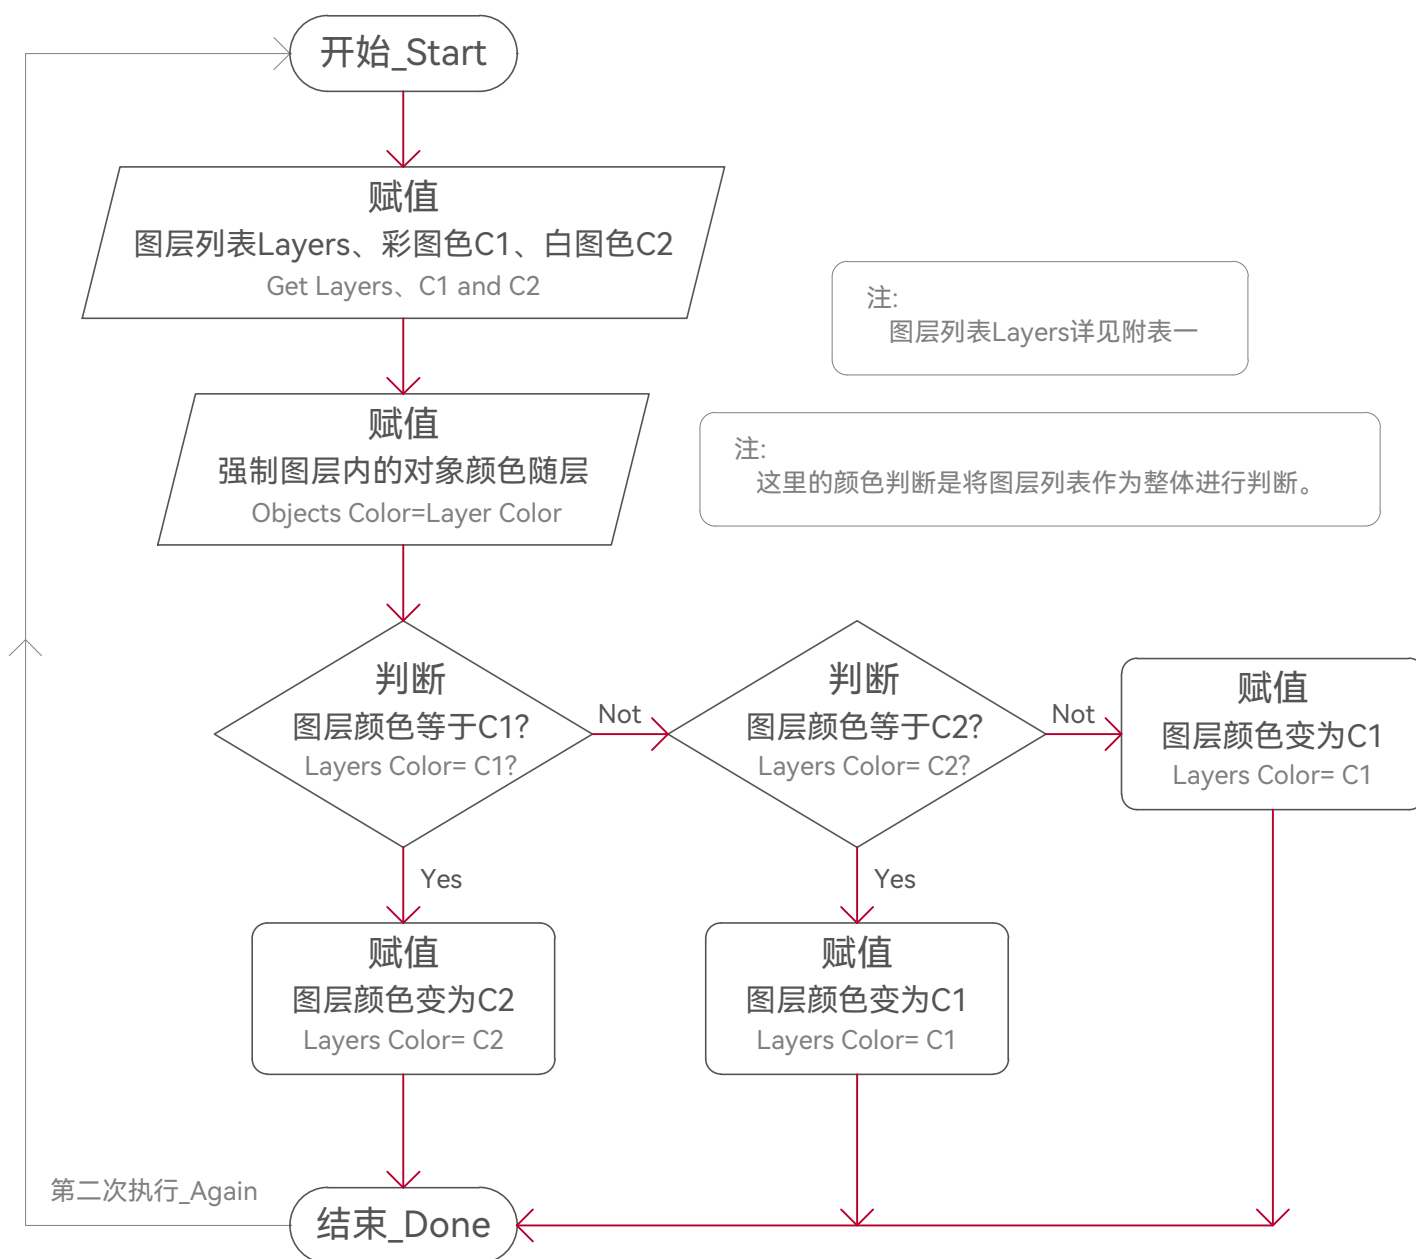 开始_Start
赋值
图层列表Layers、彩图色C1、白图色C2
Get Layers、C1 and C2
注:
图层列表Layers详见附表一
赋值
强制图层内的对象颜色随层
Objects Color=Layer Color
注:
这里的颜色判断是将图层列表作为整体进行判断。
判断
图层颜色等于C1?
Layers Color= C1?
Not
判断
图层颜色等于C2?
Layers Color= C2?
Not
赋值
图层颜色变为C1
Layers Color= C1
Yes
Yes
赋值
图层颜色变为C2
Layers Color= C2
赋值
图层颜色变为C1
Layers Color= C1
第二次执行_Again
结束_Done